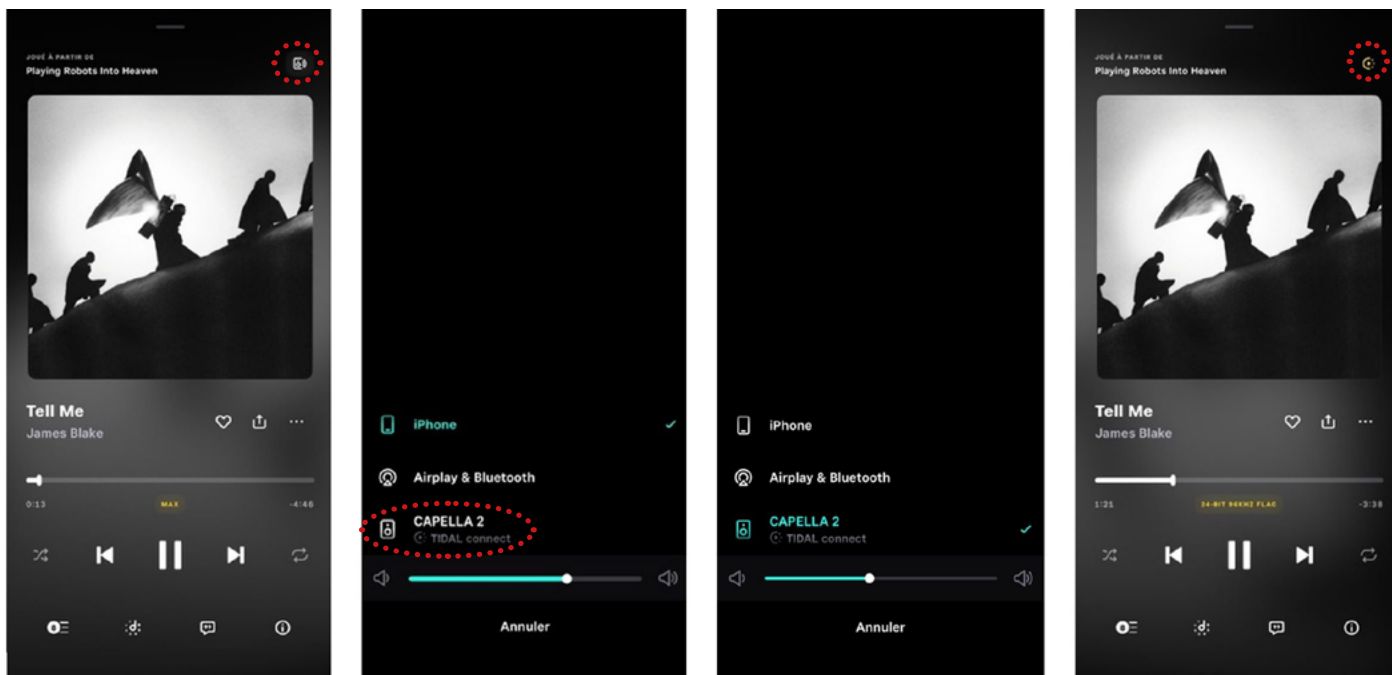 JOUÉ À PARTIR DE
Playing Robots Into Heaven
Tell Me
James Blake
0:13
MAX
-4:46
iPhone
Airplay & Bluetooth
CAPELLA 2
TIDAL connect
Annuler
iPhone
Airplay & Bluetooth
CAPELLA 2
TIDAL connect
Annuler
JOUÉ À PARTIR DE
Playing Robots Into Heaven
Tell Me
James Blake
1:21
24-BIT 96KHZ FLAC
-3:38